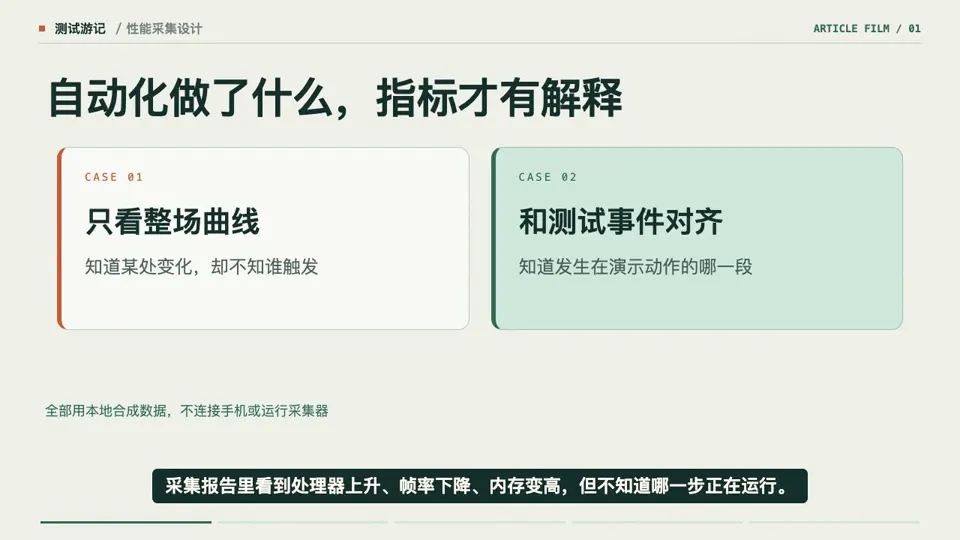 测试游记 / 性能采集设计
ARTICLE FILM / 01
自动化做了什么，指标才有解释
CASE 01
只看整场曲线
知道某处变化，却不知谁触发
CASE 02
和测试事件对齐
知道发生在演示动作的哪一段
全部用本地合成数据，不连接手机或运行采集器
采集报告里看到处理器上升、帧率下降、内存变高，但不知道哪一步正在运行。